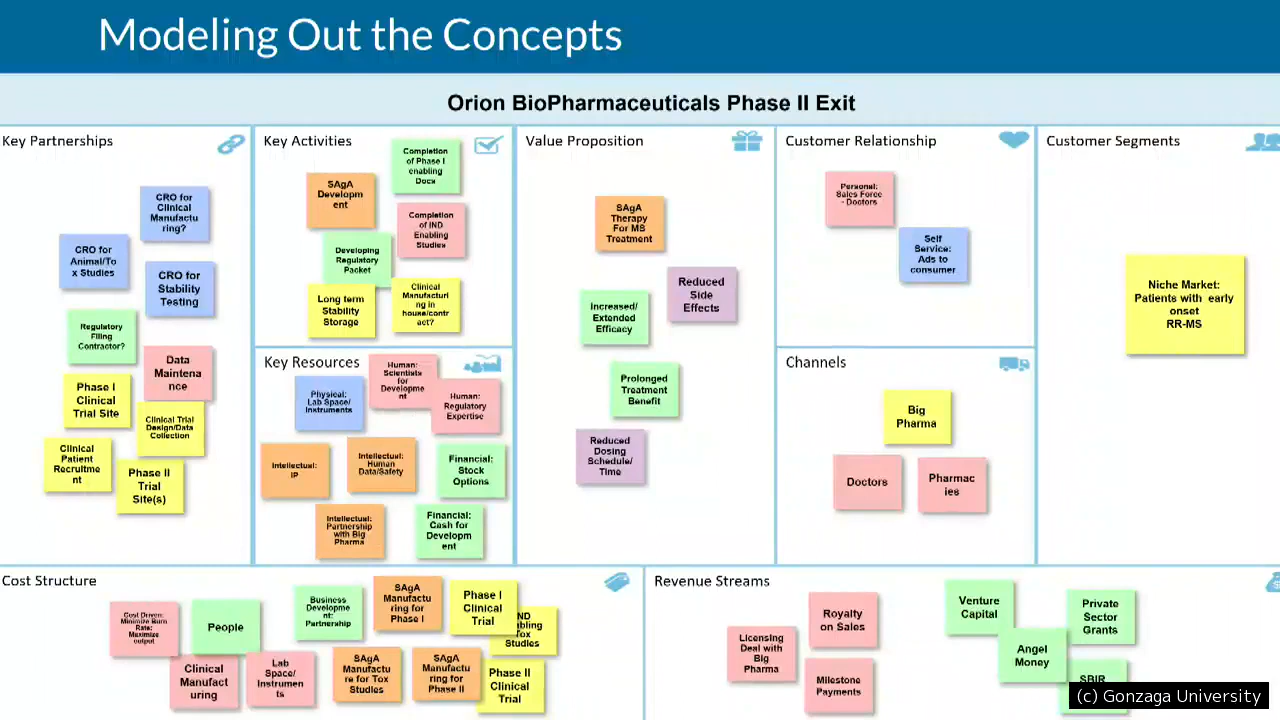 Modeling Out the Concepts
Orion BioPharmaceuticals Phase II Exit
Key Partnerships
CRO for
Clinical
Manufactu
ring?
CRO for
Animal/To
x Studies
CRO for
Stability
Testing
Regulatory
Filing
Contractor?
Data
Maintena
nce
Phase I
Clinical
Trial Site
Clinical Trial
Design/Data
Collection
Clinical
Patient
Recruitme
nt
Phase II
Trial
Site(s)
Key Activities
Completion
of Phase I
enabling
Docs
SAgA
Developm
ent
Completion
of IND
Enabling
Studies
Developing
Regulatory
Packet
Long term
Stability
Storage
Clinical
Manufacturi
ng in
house/contr
act?
Key Resources
Human:
Scientists
for
Developme
nt
Physical:
Lab Space/
Instruments
Human:
Regulatory
Expertise
Intellectual:
IP
Intellectual:
Human
Data/Safety
Financial:
Stock
Options
Intellectual:
Partnership
with Big
Pharma
Financial:
Cash for
Developm
ent
Value Proposition
SAgA
Therapy
For MS
Treatment
Reduced
Side
Effects
Increased/
Extended
Efficacy
Prolonged
Treatment
Benefit
Reduced
Dosing
Schedule/
Time
Customer Relationship
Personal:
Sales Force
- Doctors
Self
Service:
Ads to
consumer
Channels
Big
Pharma
Doctors
Pharmac
ies
Customer Segments
Niche Market:
Patients with early
onset
RR-MS
Cost Structure
Cost Driven:
Minimize Burn
Rate;
Maximize
output
People
Business
Developme
nt:
Partnership
SAgA
Manufactu
ring for
Phase I
Phase I
Clinical
Trial
Tox
Studies
Clinical
Manufact
uring
Lab
Space/
Instrumen
ts
SAgA
Manufactu
re for Tox
Studies
SAgA
Manufactu
ring for
Phase II
Phase II
Clinical
Trial
Revenue Streams
Licensing
Deal with
Big
Pharma
Royalty
on Sales
Milestone
Payments
Venture
Capital
Angel
Money
Private
Sector
Grants
SBIR
(c) Gonzaga University